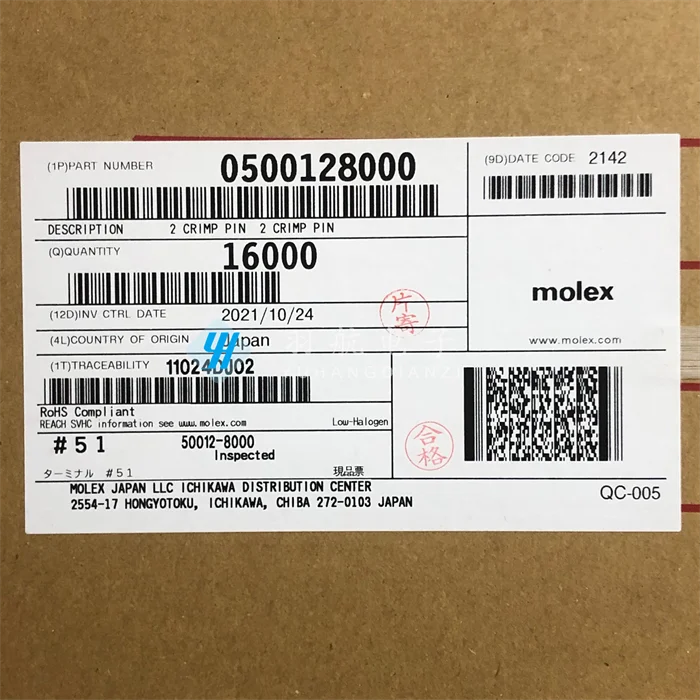 (1P)PART NUMBER 0500128000
(9D)DATE CODE 2142
DESCRIPTION 2 CRIMP PIN 2 CRIMP PIN
(Q)QUANTITY 16000
molex
www.molex.com
(12D)INV CTRL DATE 2021/10/24
片寄
(4L)COUNTRY OF ORIGIN Japan
(1T)TRACEABILITY
RoHS Compliant
REACH SVHC information see www.molex.com Low-Halogen
#51 50012-8000
Inspected
合格
ターミナル #51 現品票
MOLEX JAPAN LLC ICHIKAWA DISTRIBUTION CENTER
2554-17 HONGYOTOKU, ICHIKAWA, CHIBA 272-0103 JAPAN
QC-005